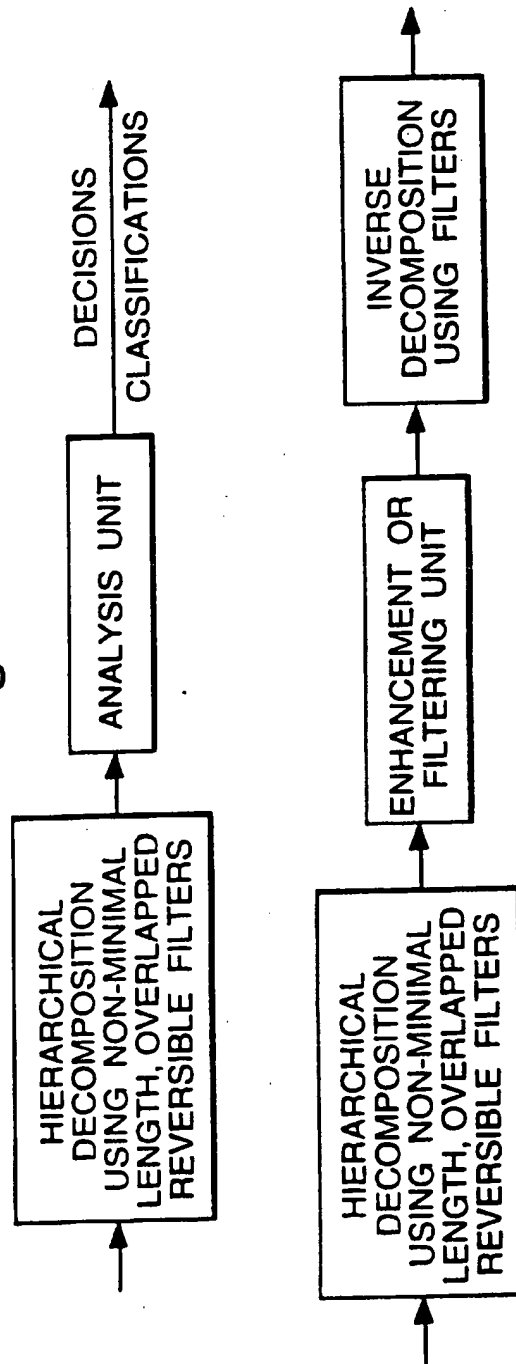 HIERARCHICAL
DECOMPOSITION
USING NON-MINIMAL
LENGTH, OVERLAPPED
REVERSIBLE FILTERS
ANALYSIS UNIT
DECISIONS
CLASSIFICATIONS
HIERARCHICAL
DECOMPOSITION
USING NON-MINIMAL
LENGTH, OVERLAPPED
REVERSIBLE FILTERS
ENHANCEMENT OR
FILTERING UNIT
INVERSE
DECOMPOSITION
USING FILTERS